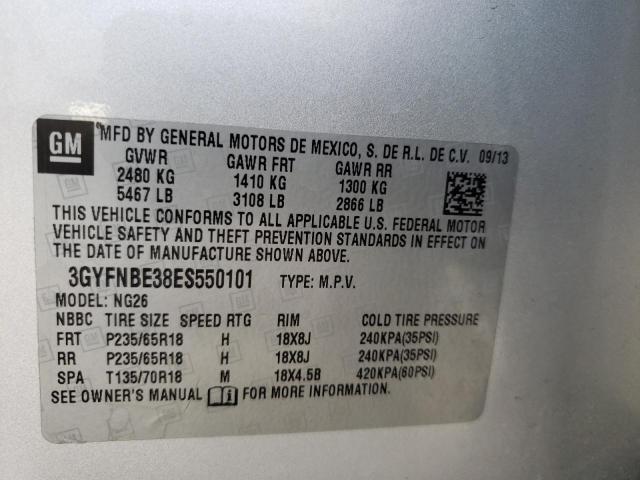 GM
MFD BY GENERAL MOTORS DE MEXICO, S. DE R.L. DE C.V. 09/13
GVWR GAWR FRT GAWR RR
2480 KG 1410 KG 1300 KG
5467 LB 3108 LB 2866 LB
THIS VEHICLE CONFORMS TO ALL APPLICABLE U.S. FEDERAL MOTOR
VEHICLE SAFETY AND THEFT PREVENTION STANDARDS IN EFFECT ON
THE DATE OF MANUFACTURE SHOWN ABOVE.
3GYFNBE38ES550101 TYPE: M.P.V.
MODEL: NG26
NBBC TIRE SIZE SPEED RTG RIM COLD TIRE PRESSURE
FRT P235/65R18 H 18X8J 240KPA(35PSI)
RR P235/65R18 H 18X8J 240KPA(35PSI)
SPA T135/70R18 M 18X4.5B 420KPA(60PSI)
SEE OWNER'S MANUAL FOR MORE INFORMATION.